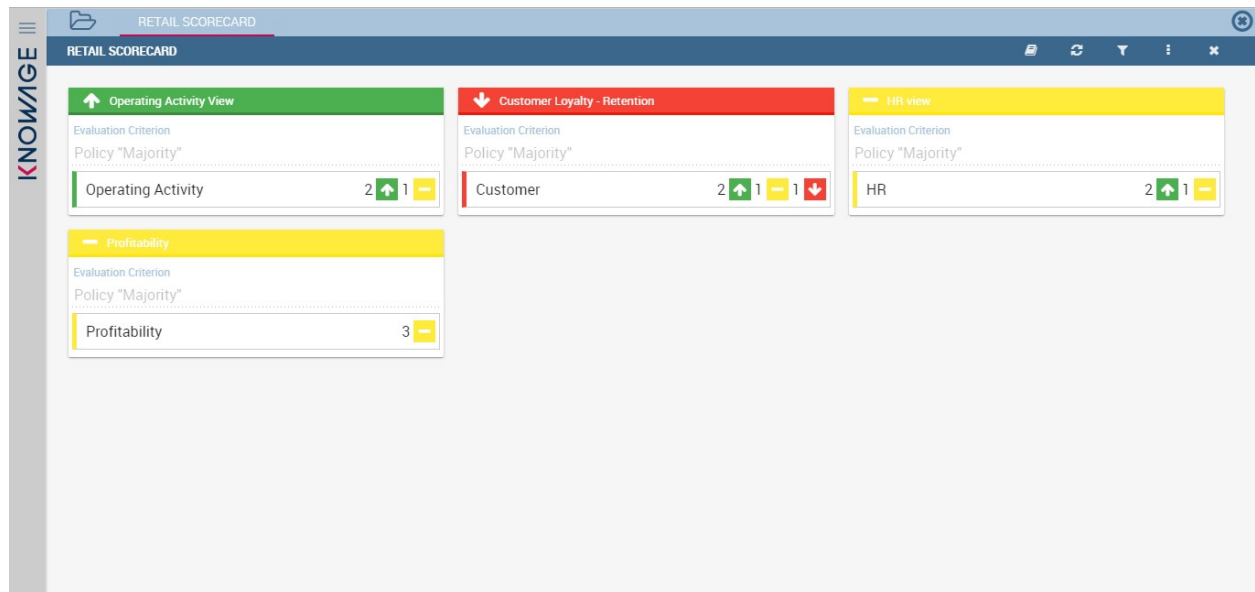 KNOWAGE
RETAIL SCORECARD
RETAIL SCORECARD
Operating Activity View
Evaluation Criterion
Policy "Majority"
Operating Activity 2 1
Customer Loyalty - Retention
Evaluation Criterion
Policy "Majority"
Customer 2 1 1
HR view
Evaluation Criterion
Policy "Majority"
HR 2 1
Profitability
Evaluation Criterion
Policy "Majority"
Profitability 3